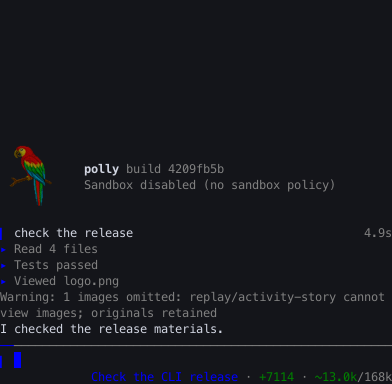 polly build 4209fb5b
Sandbox disabled (no sandbox policy)
check the release 4.9s
Read 4 files
Tests passed
Viewed logo.png
Warning: 1 images omitted: replay/activity-story cannot
view images; originals retained
I checked the release materials.
Check the CLI release · +7114 · ~13.0k/168k